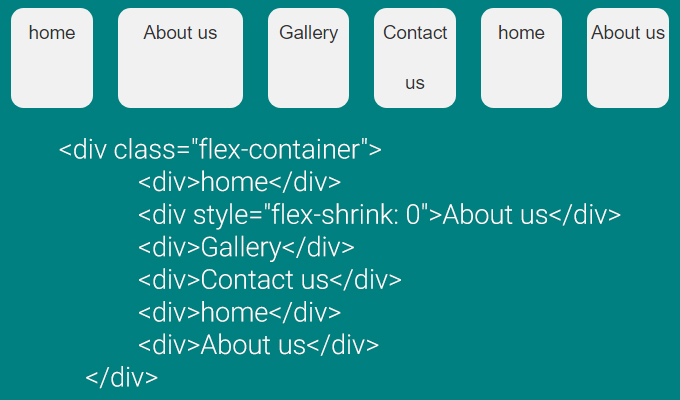 home About us Gallery Contact us home About us
<div class="flex-container">
<div>home</div>
<div style="flex-shrink: 0">About us</div>
<div>Gallery</div>
<div>Contact us</div>
<div>home</div>
<div>About us</div>
</div>